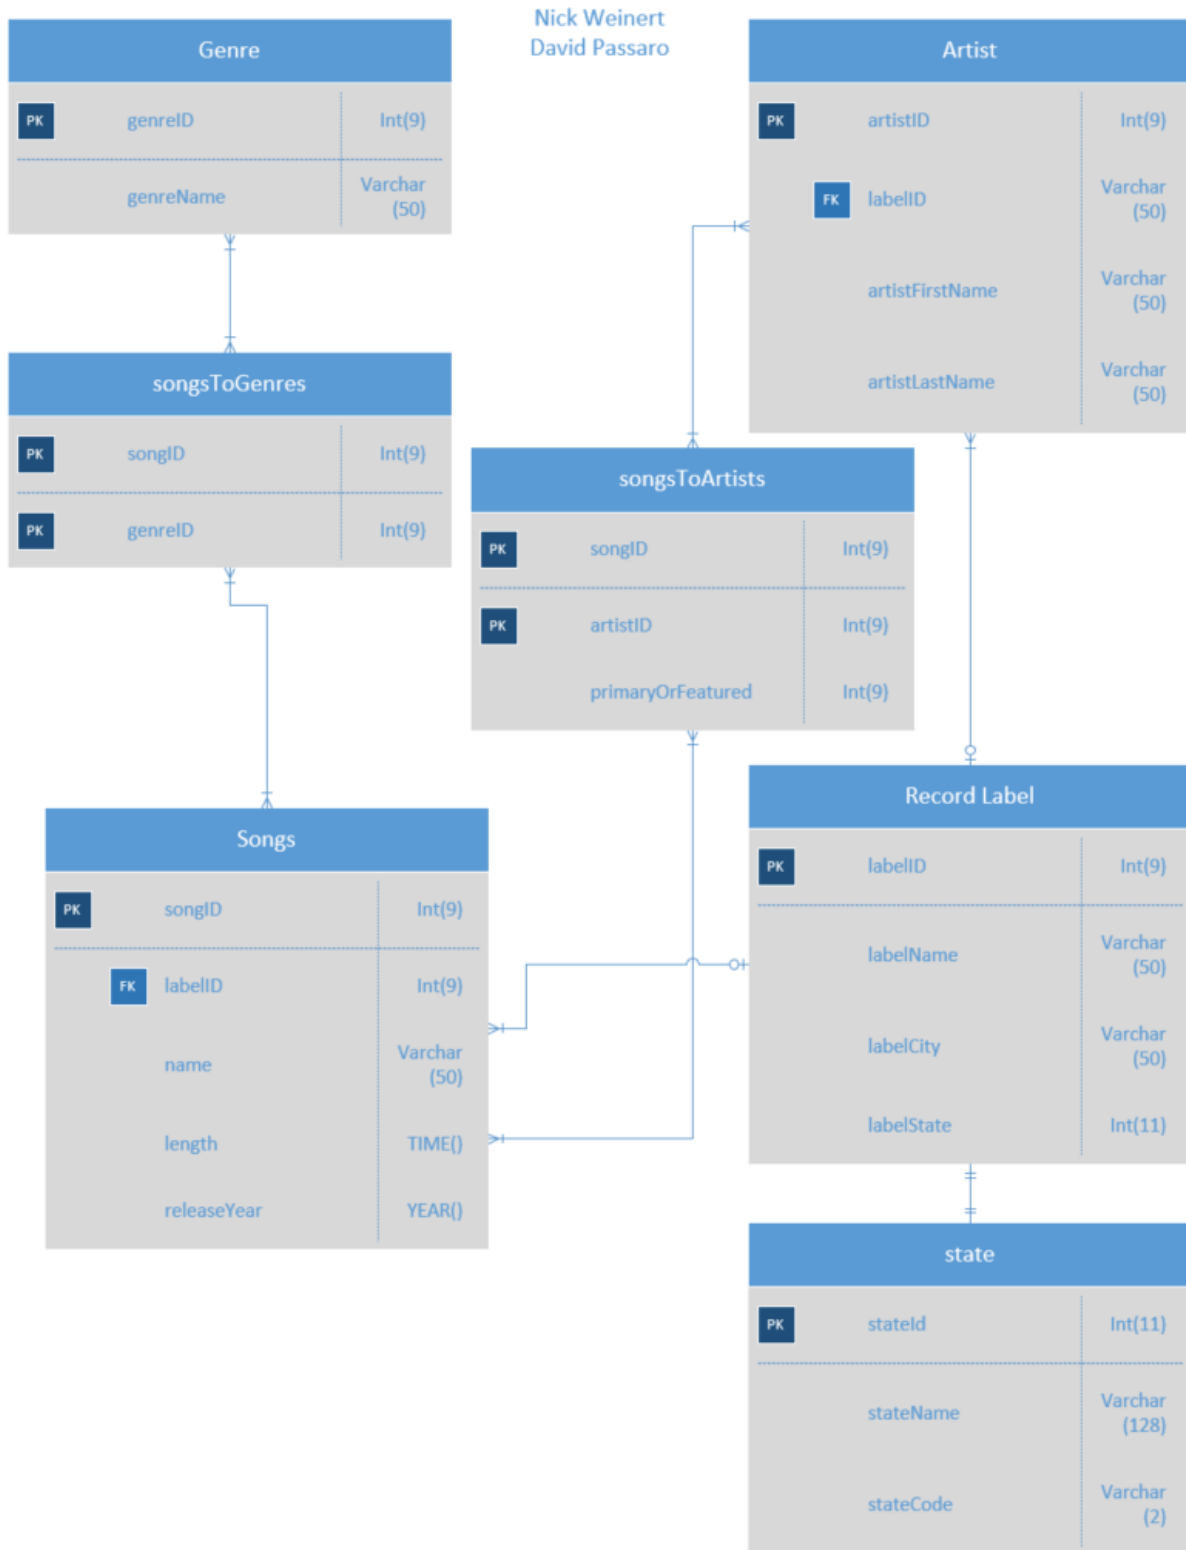 Nick Weinert
David Passaro
Genre
PK genreID Int(9)
genreName Varchar
(50)
songsToGenres
PK songID Int(9)
PK genreID Int(9)
Artist
PK artistID Int(9)
FK labelID Varchar
(50)
artistFirstName Varchar
(50)
artistLastName Varchar
(50)
songsToArtists
PK songID Int(9)
PK artistID Int(9)
primaryOrFeatured Int(9)
Songs
PK songID Int(9)
FK labelID Int(9)
name Varchar
(50)
length TIME()
releaseYear YEAR()
Record Label
PK labelID Int(9)
labelName Varchar
(50)
labelCity Varchar
(50)
labelState Int(11)
state
PK stateId Int(11)
stateName Varchar
(128)
stateCode Varchar
(2)